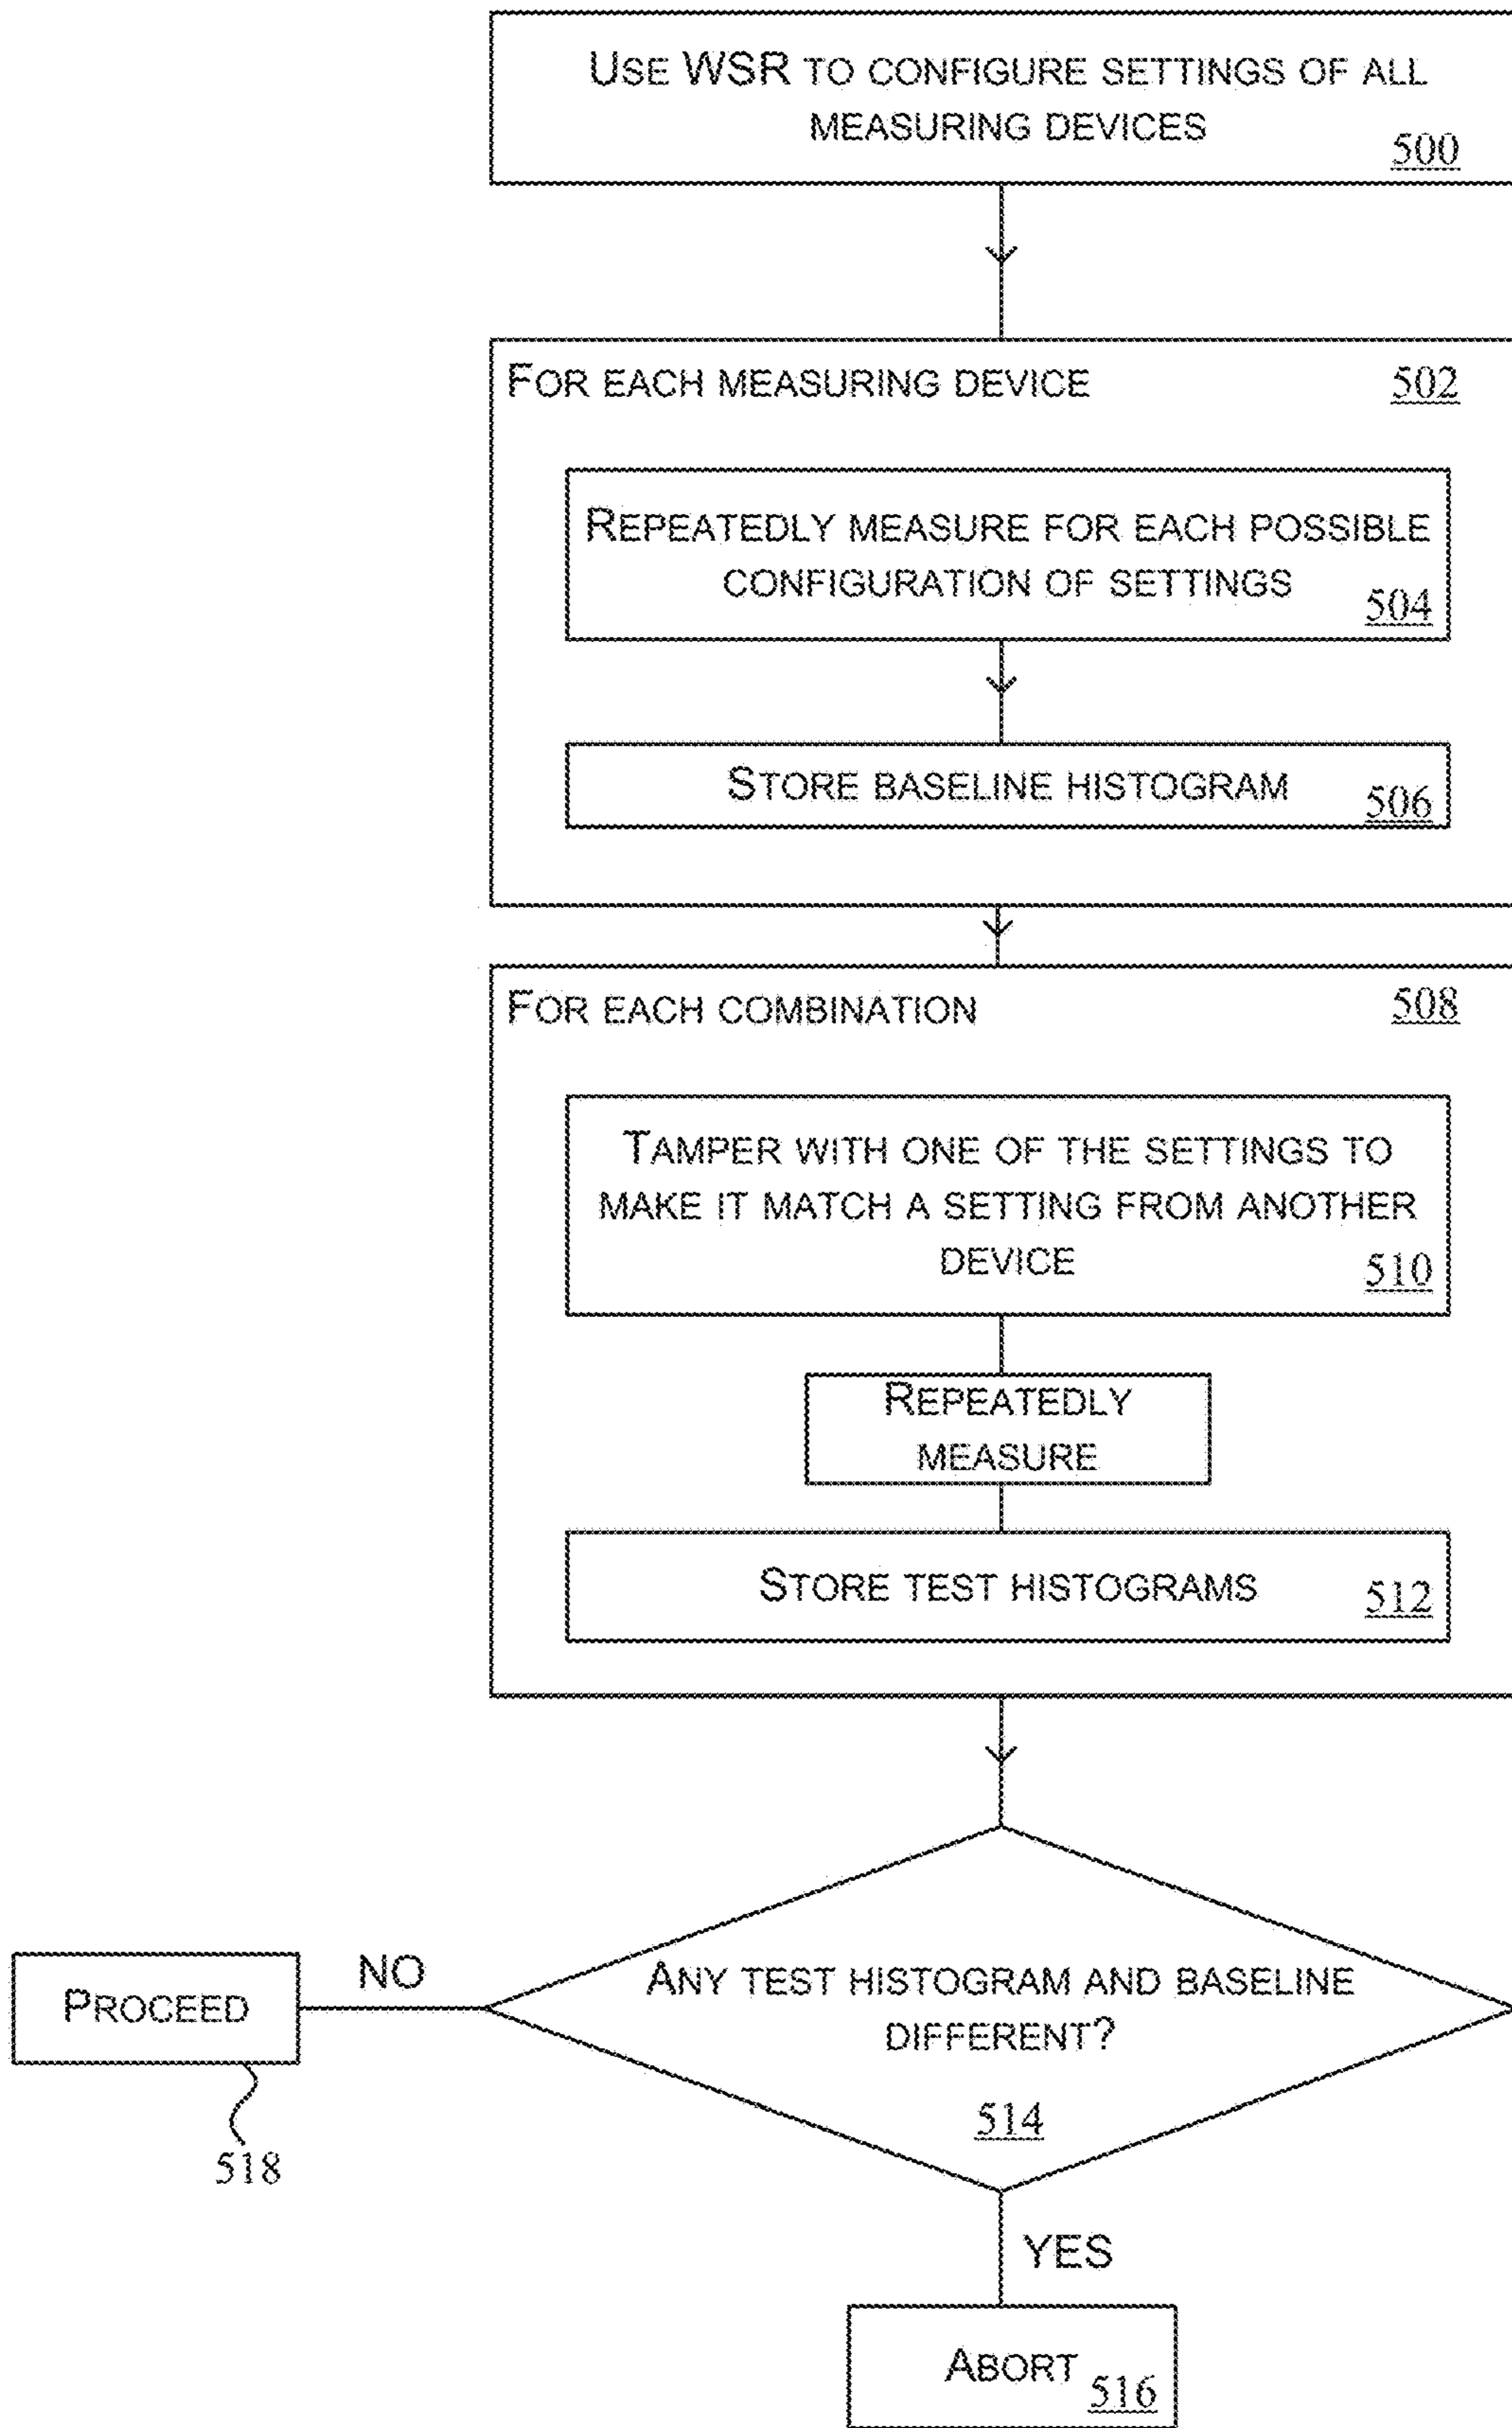 USE WSR TO CONFIGURE SETTINGS OF ALL
MEASURING DEVICES
500
FOR EACH MEASURING DEVICE
502
REPEATEDLY MEASURE FOR EACH POSSIBLE
CONFIGURATION OF SETTINGS
504
STORE BASELINE HISTOGRAM
506
FOR EACH COMBINATION
508
TAMPER WITH ONE OF THE SETTINGS TO
MAKE IT MATCH A SETTING FROM ANOTHER
DEVICE
510
REPEATEDLY
MEASURE
STORE TEST HISTOGRAMS
512
ANY TEST HISTOGRAM AND BASELINE
DIFFERENT?
514
NO
PROCEED
518
YES
ABORT
516